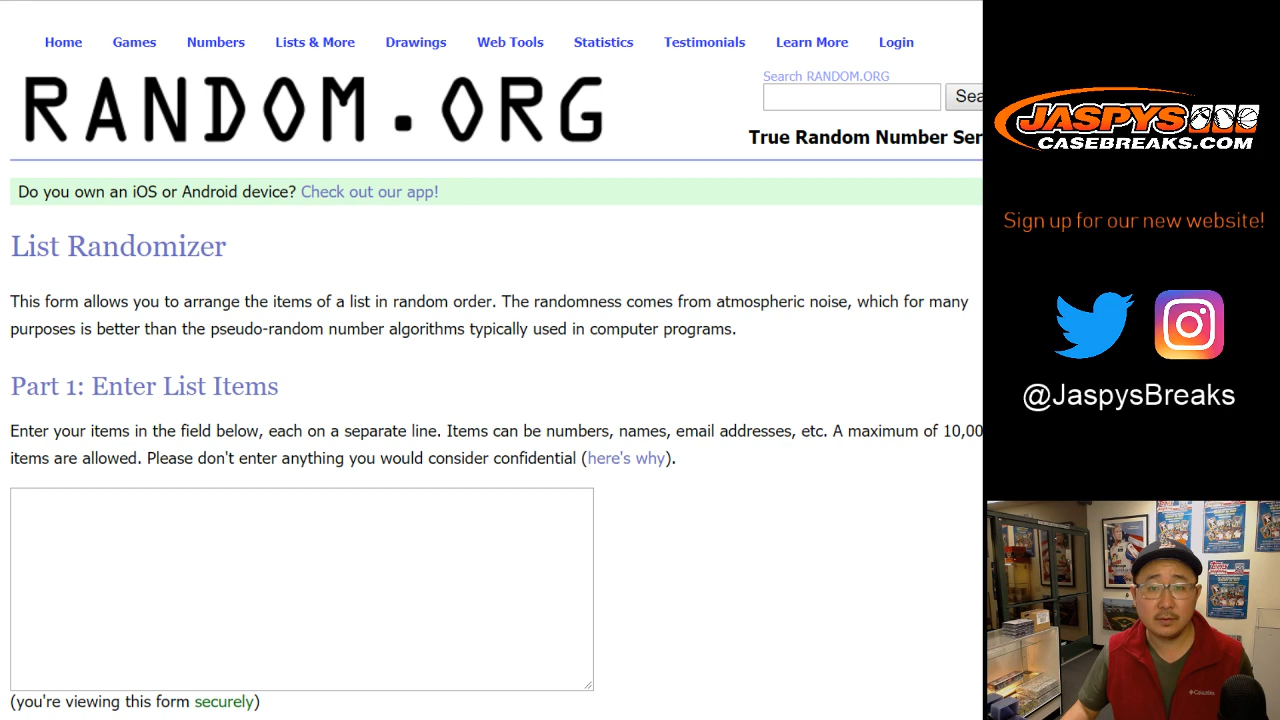 Home Games Numbers Lists & More Drawings Web Tools Statistics Testimonials Learn More Login
RANDOM.ORG
Search RANDOM.ORG
Sea
True Random Number Ser
Do you own an iOS or Android device? Check out our app!
List Randomizer
This form allows you to arrange the items of a list in random order. The randomness comes from atmospheric noise, which for many
purposes is better than the pseudo-random number algorithms typically used in computer programs.
Part 1: Enter List Items
Enter your items in the field below, each on a separate line. Items can be numbers, names, email addresses, etc. A maximum of 10,00
items are allowed. Please don't enter anything you would consider confidential (here's why).
(you're viewing this form securely)
JASPYS
CASEBREAKS.COM
Sign up for our new website!
@JaspysBreaks